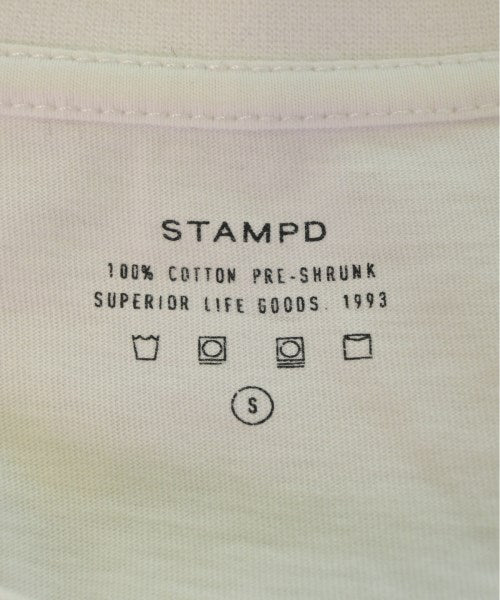 STAMPD
100% COTTON PRE-SHRUNK
SUPERIOR LIFE GOODS. 1993
S